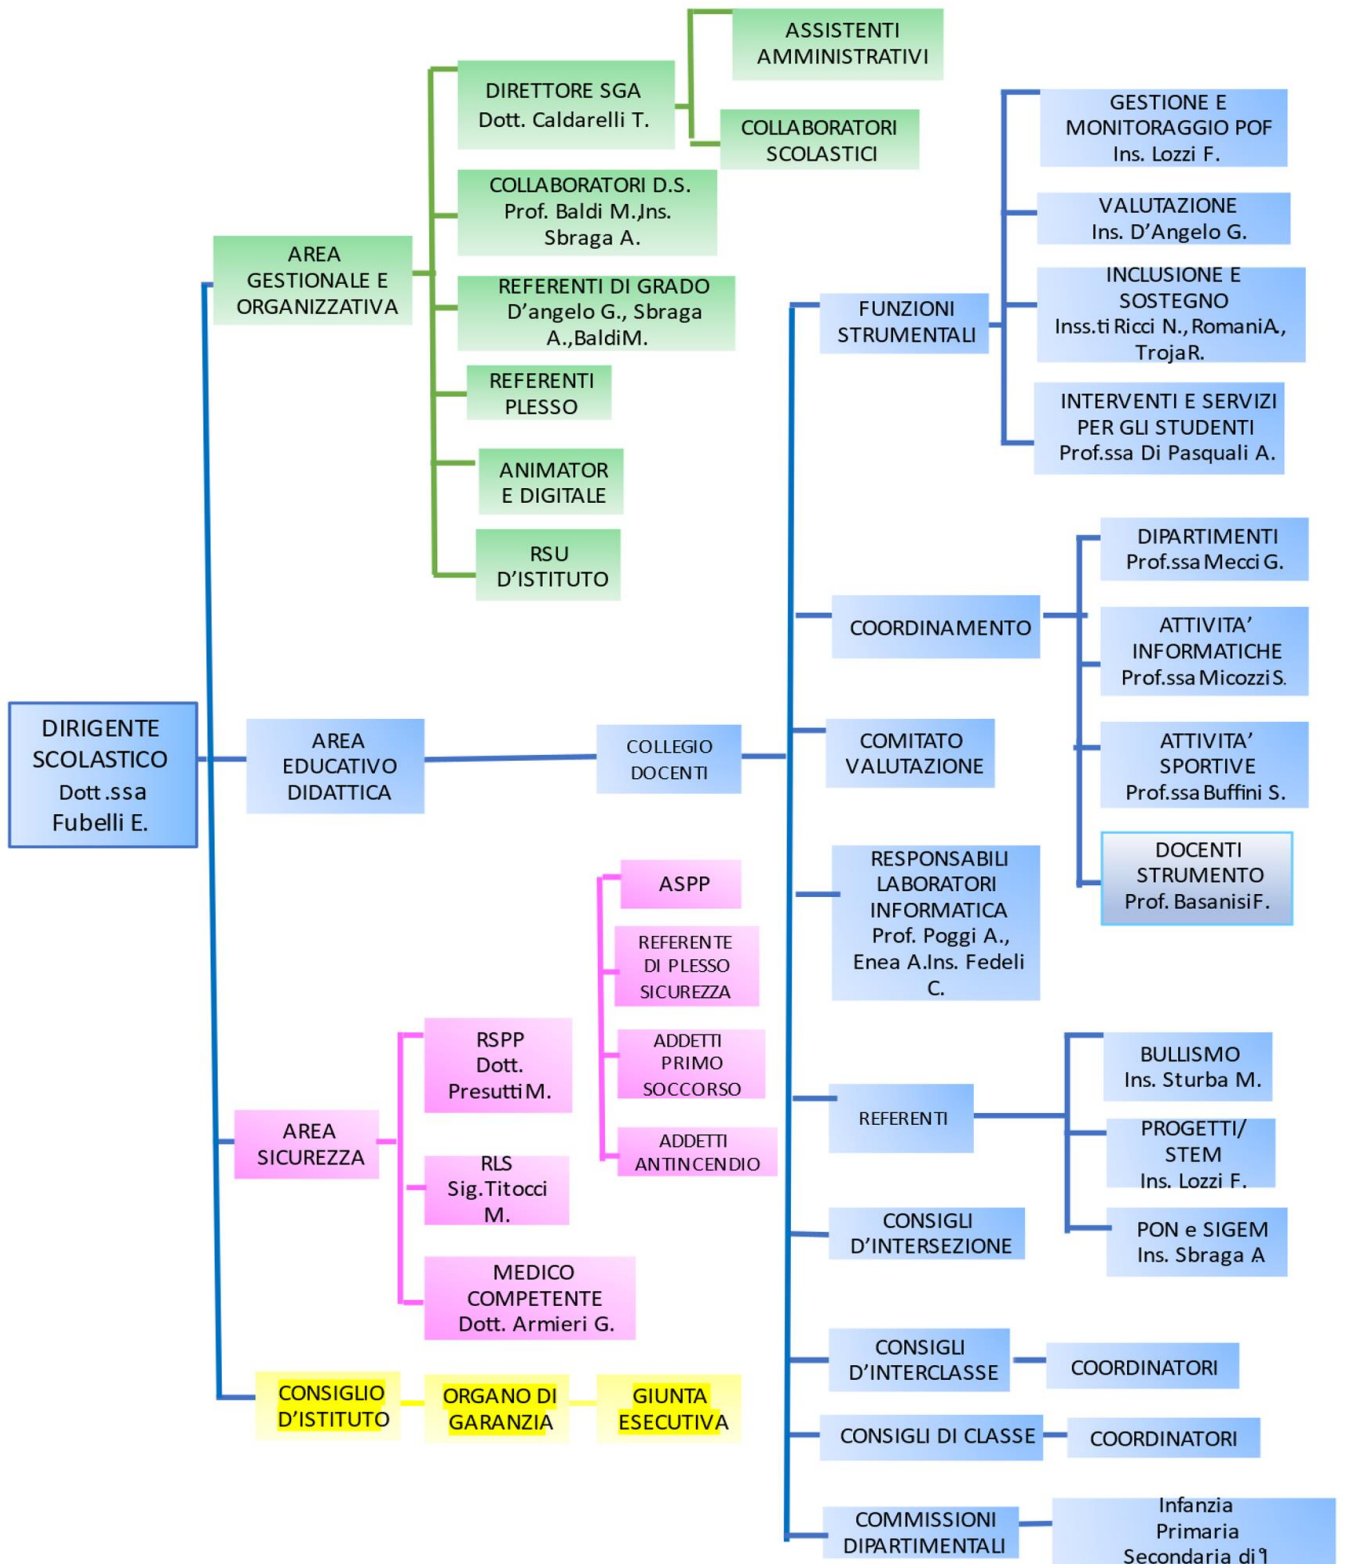 DIRIGENTE
SCOLASTICO
Dott.ssa
Fubelli E.
AREA
GESTIONALE E
ORGANIZZATIVA
DIRETTORE SGA
Dott. Caldarelli T.
ASSISTENTI
AMMINISTRATIVI
COLLABORATORI
SCOLASTICI
COLLABORATORI D.S.
Prof. Baldi M.,Ins.
Sbraga A.
REFERENTI DI GRADO
D’angelo G., Sbraga
A.,BaldiM.
REFERENTI
PLESSO
ANIMATOR
E DIGITALE
RSU
D’ISTITUTO
AREA
EDUCATIVO
DIDATTICA
COLLEGIO
DOCENTI
FUNZIONI
STRUMENTALI
GESTIONE E
MONITORAGGIO POF
Ins. Lozzi F.
VALUTAZIONE
Ins. D’Angelo G.
INCLUSIONE E
SOSTEGNO
Inss.ti Ricci N., RomaniA.,
TrojaR.
INTERVENTI E SERVIZI
PER GLI STUDENTI
Prof.ssa Di Pasquali A.
COORDINAMENTO
DIPARTIMENTI
Prof.ssa Mecci G.
ATTIVITA’
INFORMATICHE
Prof.ssa Micozzi S.
ATTIVITA’
SPORTIVE
Prof.ssa Buffini S.
DOCENTI
STRUMENTO
Prof. Basanisi F.
COMITATO
VALUTAZIONE
RESPONSABILI
LABORATORI
INFORMATICA
Prof. Poggi A.,
Enea A.Ins. Fedeli
C.
REFERENTI
BULLISMO
Ins. Sturba M.
PROGETTI/
STEM
Ins. Lozzi F.
PON e SIGEM
Ins. Sbraga A.
CONSIGLI
D’INTERSEZIONE
CONSIGLI
D’INTERCLASSE
COORDINATORI
CONSIGLI DI CLASSE
COORDINATORI
COMMISSIONI
DIPARTIMENTALI
Infanzia
Primaria
Secondaria di
AREA
SICUREZZA
RSPP
Dott.
Presutti M.
RLS
Sig.Titocci
M.
MEDICO
COMPETENTE
Dott. Armieri G.
ASPP
REFERENTE
DI PLESSO
SICUREZZA
ADDETTI
PRIMO
SOCCORSO
ADDETTI
ANTINCENDIO
CONSIGLIO
D’ISTITUTO
ORGANO DI
GARANZIA
GIUNTA
ESECUTIVA